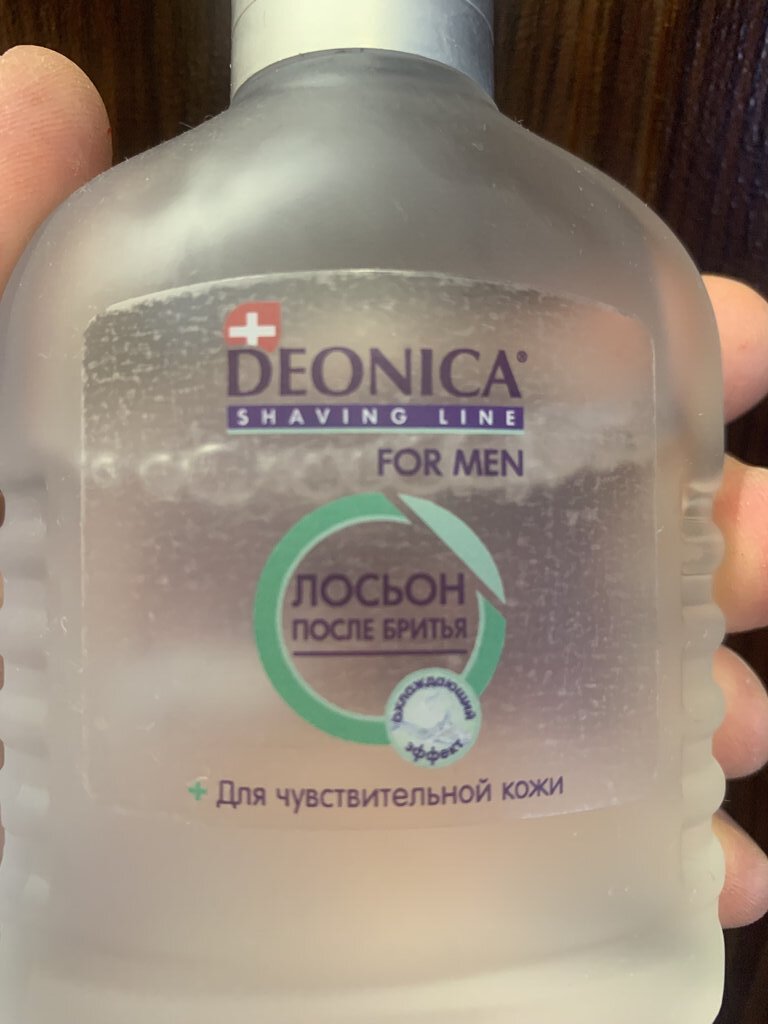 DEONICA®
SHAVING LINE
FOR MEN
ЛОСЬОН
ПОСЛЕ БРИТЬЯ
охлаждающий
эффект
+ Для чувствительной кожи